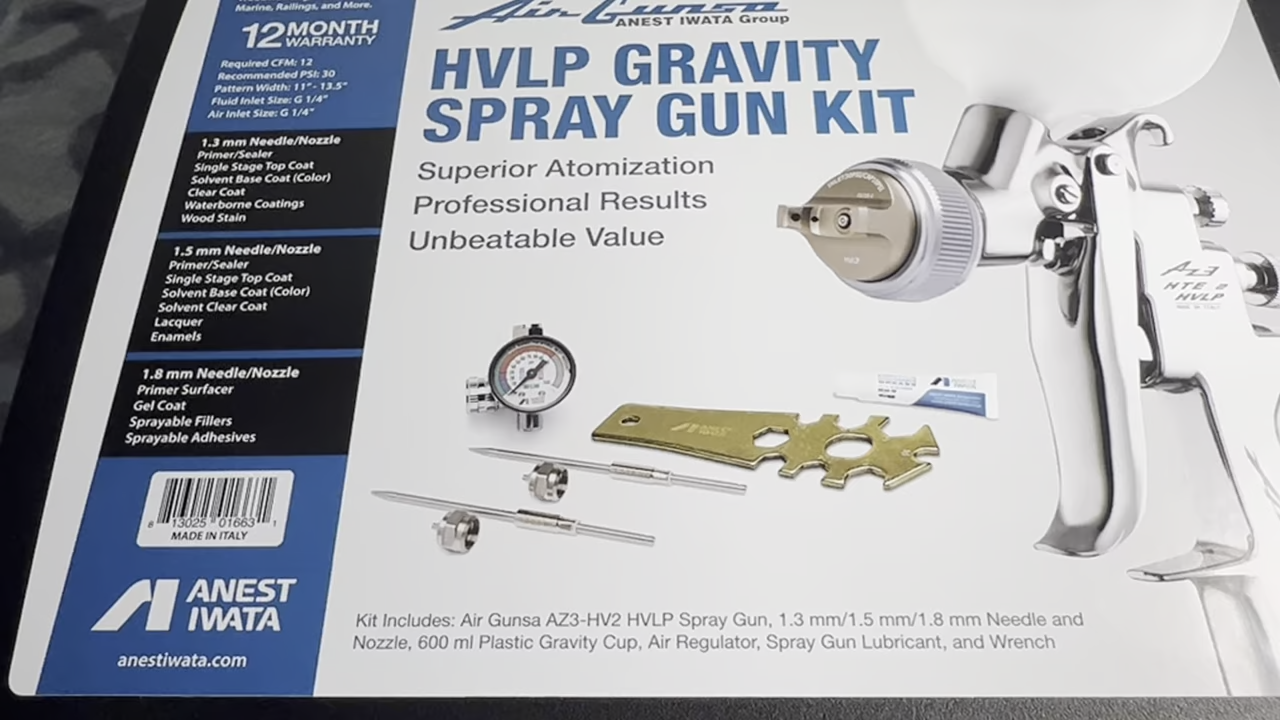 Marine, Railings, and More.
12 MONTH
WARRANTY
Required CFM: 12
Recommended PSI: 30
Pattern Width: 11" - 13.5"
Fluid Inlet Size: G 1/4"
Air Inlet Size: G 1/4"
1.3 mm Needle/Nozzle
Primer/Sealer
Single Stage Top Coat
Solvent Base Coat (Color)
Clear Coat
Waterborne Coatings
Wood Stain
1.5 mm Needle/Nozzle
Primer/Sealer
Single Stage Top Coat
Solvent Base Coat (Color)
Solvent Clear Coat
Lacquer
Enamels
1.8 mm Needle/Nozzle
Primer Surfacer
Gel Coat
Sprayable Fillers
Sprayable Adhesives
8 13025 01663 1
MADE IN ITALY
ANEST
IWATA
anestiwata.com
Air Gunsa
ANEST IWATA Group
HVLP GRAVITY
SPRAY GUN KIT
Superior Atomization
Professional Results
Unbeatable Value
AZ3
HTE 2
HVLP
MADE IN ITALY
ANEST
IWATA
Kit Includes: Air Gunsa AZ3-HV2 HVLP Spray Gun, 1.3 mm/1.5 mm/1.8 mm Needle and
Nozzle, 600 ml Plastic Gravity Cup, Air Regulator, Spray Gun Lubricant, and Wrench